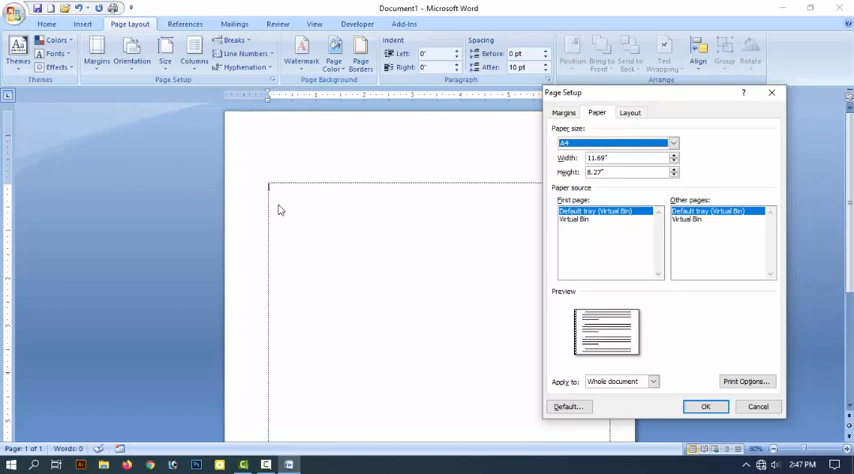 Document1 - Microsoft Word
Home Insert Page Layout References Mailings Review View Developer Add-Ins
Themes
Colors
Fonts
Effects
Themes
Margins Orientation Size Columns
Breaks
Line Numbers
Hyphenation
Page Setup
Watermark Page Color Page Borders
Page Background
Indent
Left: 0"
Right: 0"
Spacing
Before: 0 pt
After: 10 pt
Paragraph
Position Bring to Front Send to Back Text Wrapping Align Group Rotate
Arrange
Page Setup
Margins Paper Layout
Paper size:
A4
Width: 11.69"
Height: 8.27"
Paper source
First page: Other pages:
Default tray (Virtual Bin) Default tray (Virtual Bin)
Virtual Bin Virtual Bin
Preview
Apply to: Whole document Print Options...
Default... OK Cancel
Page: 1 of 1 Words: 0 80%
2:47 PM